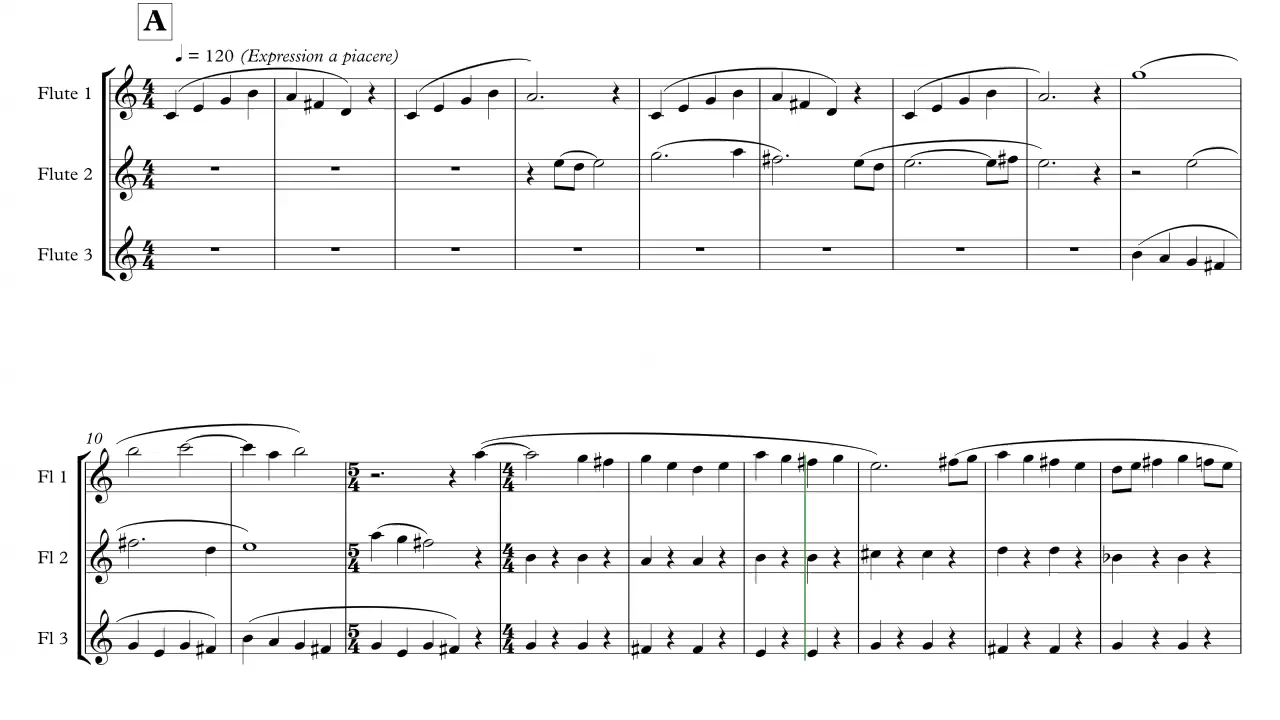 A
♩ = 120 (Expression a piacere)
Flute 1
Flute 2
Flute 3
10
Fl 1
Fl 2
Fl 3